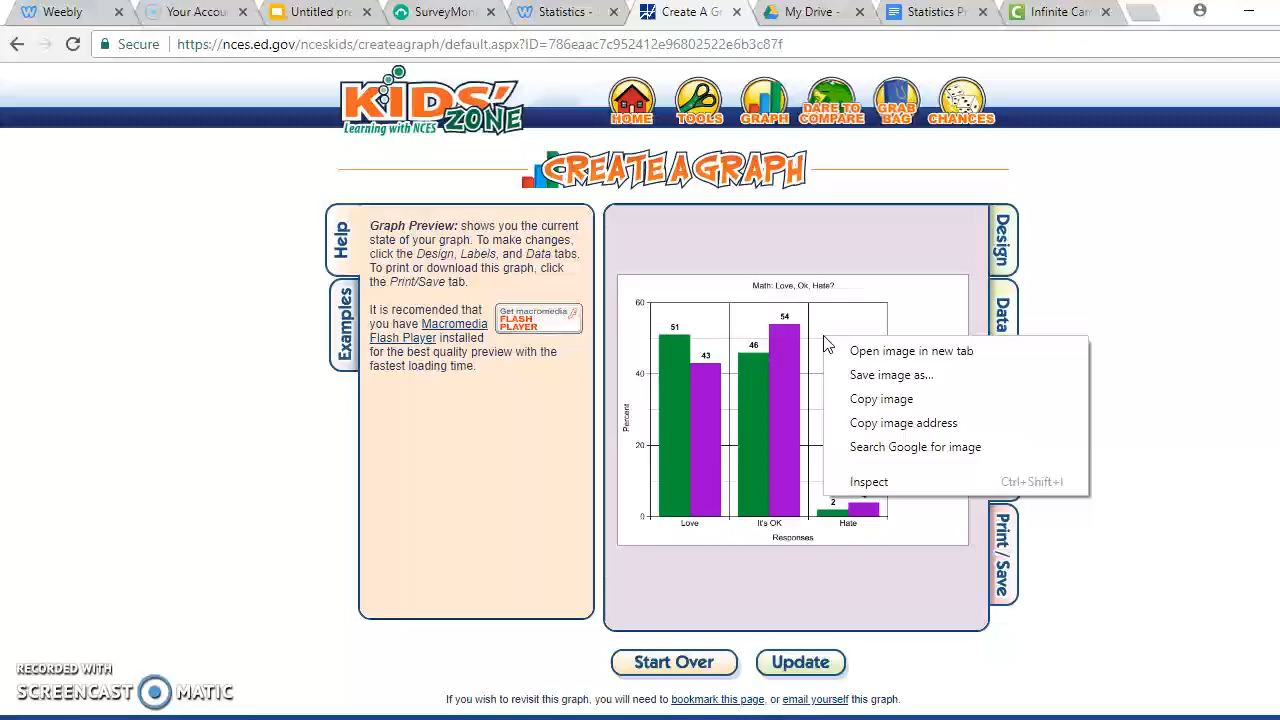 Weekly
Your Accou
Untitled pre
SurveyMon
Statistics -
Create A Gr
My Drive -
Statistics Pr
Infinite Cam
Secure
https://nces.ed.gov/nceskids/createagraph/default.aspx?ID=786eaac7c952412e96802522e6b3c87f
KIDS' ZONE
Learning with NCES
HOME
TOOLS
GRAPH
DARE TO COMPARE
GRAB BAG
CHANCES
CREATE A GRAPH
Help
Examples
Graph Preview: shows you the current
state of your graph. To make changes,
click the Design, Labels, and Data tabs.
To print or download this graph, click
the Print/Save tab.
It is recomended that
you have Macromedia
Flash Player installed
for the best quality preview with the
fastest loading time.
Get macromedia
FLASH
PLAYER
Math: Love, Ok, Hate?
60
40
20
0
Percent
51
43
46
54
2
Love
It's OK
Hate
Responses
Open image in new tab
Save image as...
Copy image
Copy image address
Search Google for image
Inspect
Ctrl+Shift+I
Design
Data
Print / Save
Start Over
Update
RECORDED WITH
SCREENCAST MATIC
If you wish to revisit this graph, you will need to bookmark this page, or email yourself this graph.